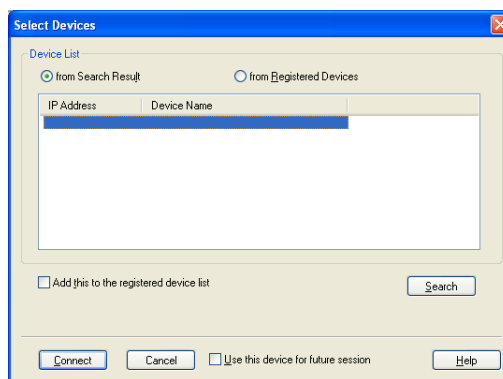 Select Devices
Device List
from Search Result from Registered Devices
IP Address Device Name
Add this to the registered device list Search
Connect Cancel Use this device for future session Help